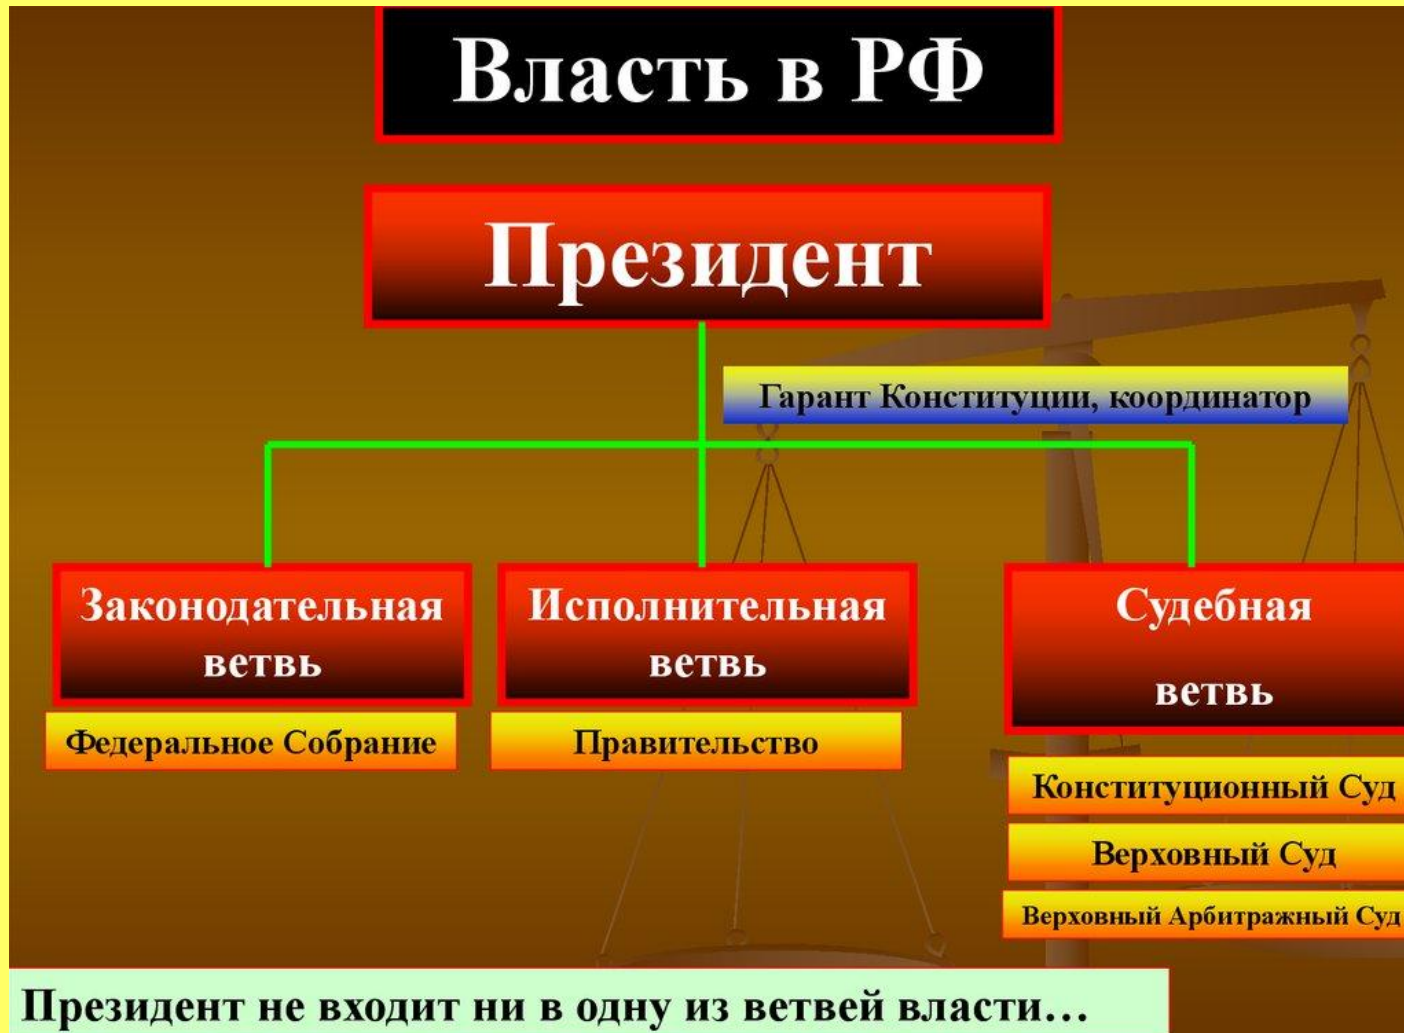 Власть в РФ
Президент
Гарант Конституции, координатор
Законодательная
ветвь
Федеральное Собрание
Исполнительная
ветвь
Правительство
Судебная
ветвь
Конституционный Суд
Верховный Суд
Верховный Арбитражный Суд
Президент не входит ни в одну из ветвей власти…